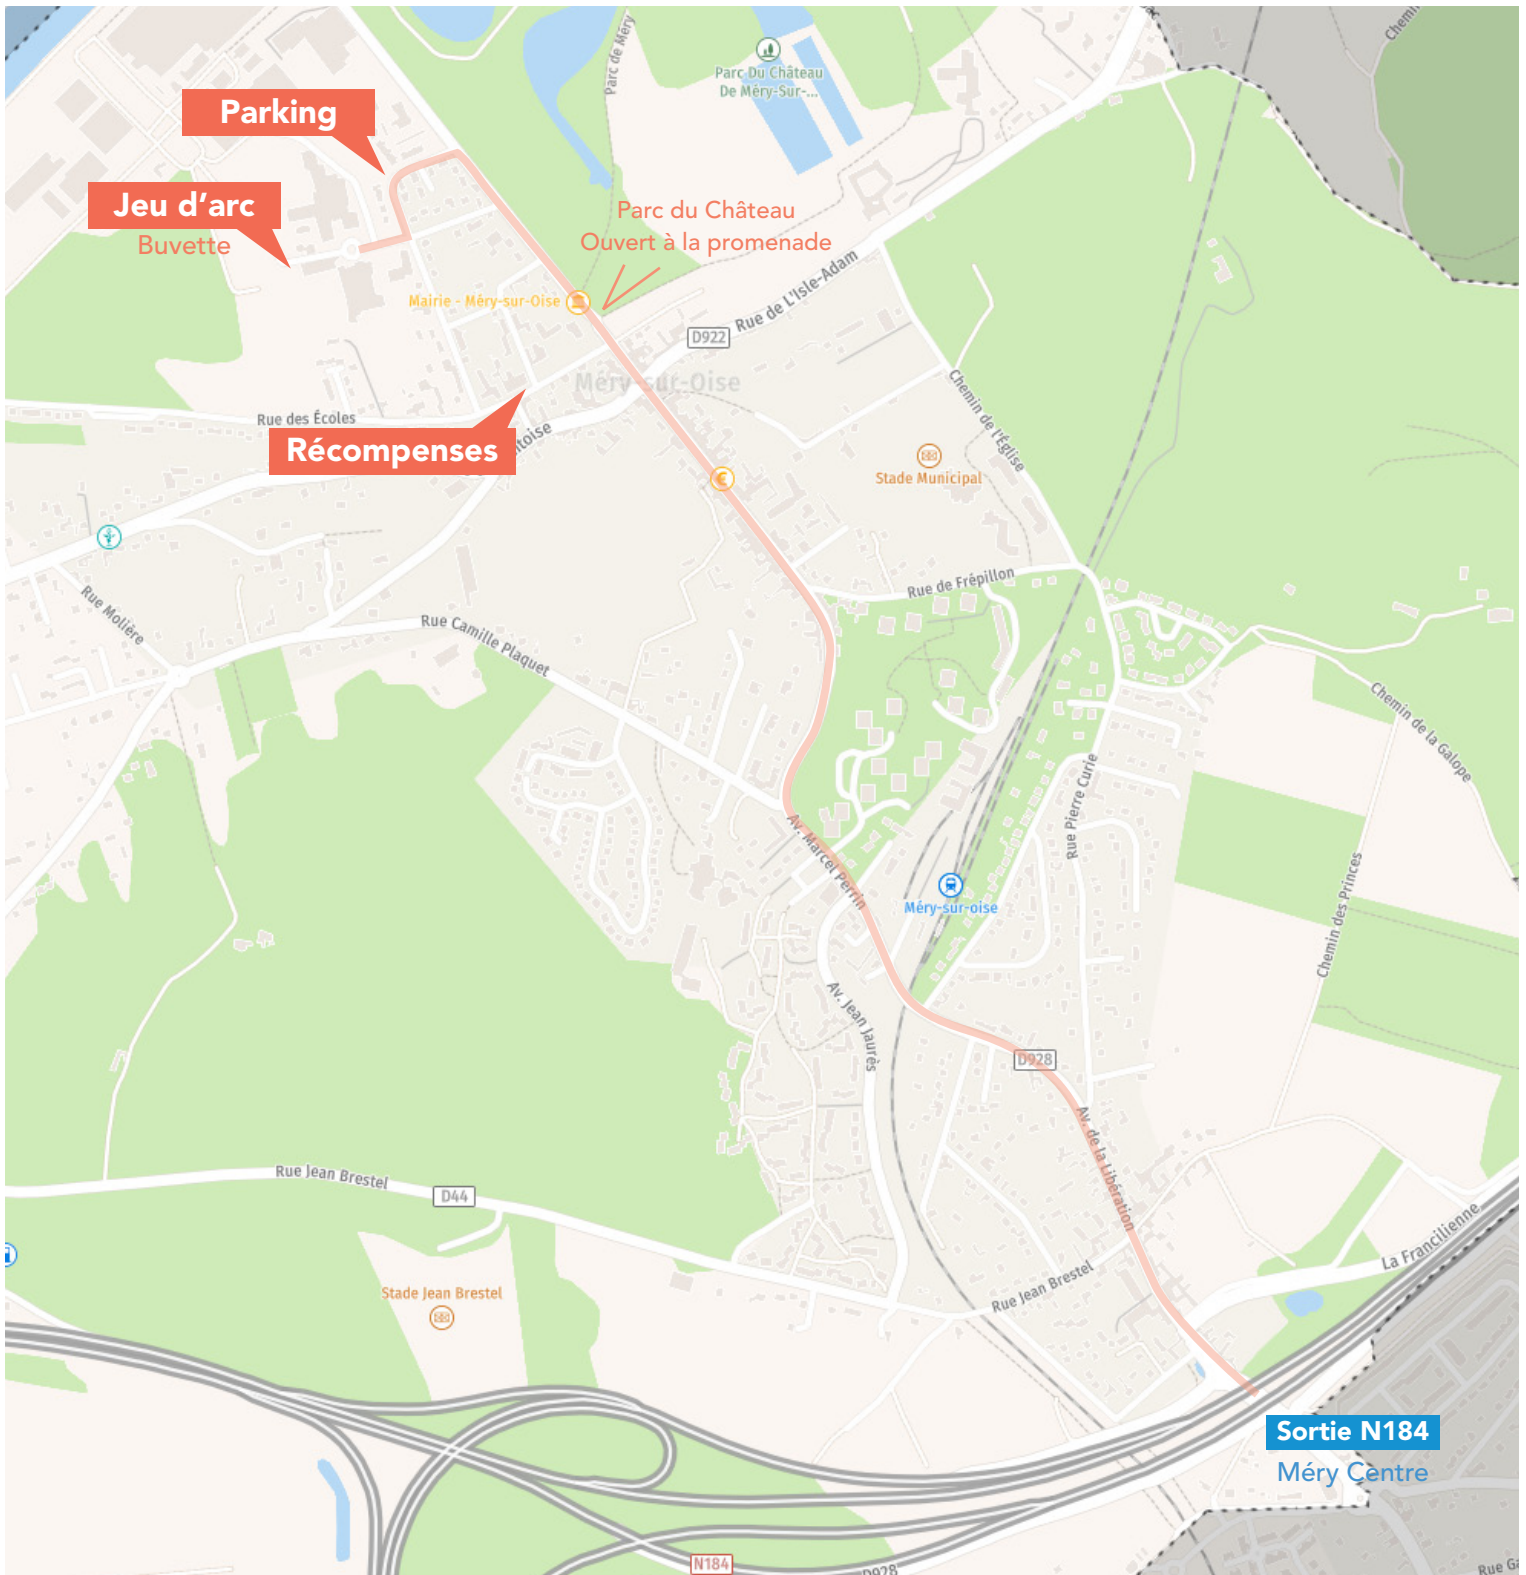 Parc de Méry
Parc Du Château
De Méry-Sur-...
Parking
Jeu d'arc
Buvette
Parc du Château
Ouvert à la promenade
Mairie - Méry-sur-Oise
D922
Rue de L'Isle-Adam
Méry-sur-Oise
Rue des Écoles
Récompenses
ntoise
Chemin de l'Église
Stade Municipal
€
Rue Molière
Rue Camille Plaquet
Rue de Frépillon
Chemin de la Galope
Rue Pierre Curie
Av. Marcel Perrin
Méry-sur-oise
Chemin des Princes
Av. Jean Jaurès
D928
Av. de la Libération
Rue Jean Brestel
D44
La Francilienne
Stade Jean Brestel
Rue Jean Brestel
Sortie N184
Méry Centre
N184
D928
Rue Ga
Chemin